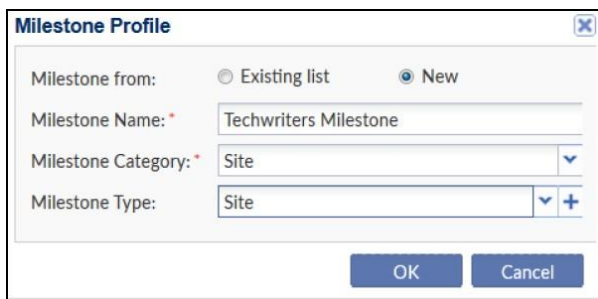 Milestone Profile
Milestone from: Existing list New
Milestone Name: * Techwriters Milestone
Milestone Category: * Site
Milestone Type: Site
OK Cancel